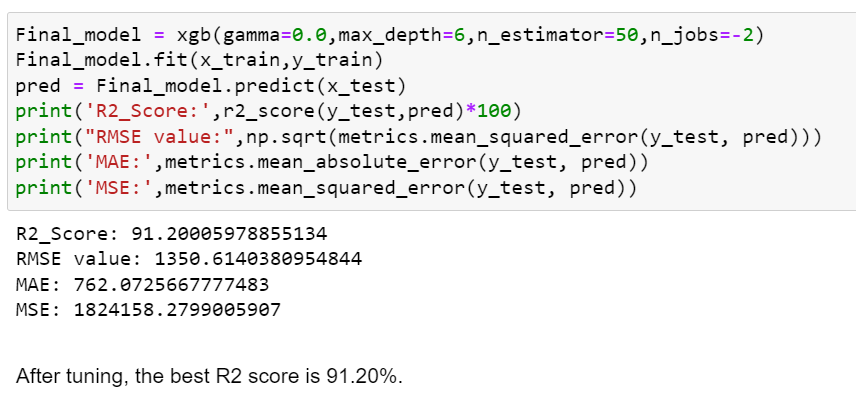 Final_model = xgb(gamma=0.0,max_depth=6,n_estimator=50,n_jobs=-2)
Final_model.fit(x_train,y_train)
pred = Final_model.predict(x_test)
print('R2_Score:',r2_score(y_test,pred)*100)
print("RMSE value:",np.sqrt(metrics.mean_squared_error(y_test, pred)))
print('MAE:',metrics.mean_absolute_error(y_test, pred))
print('MSE:',metrics.mean_squared_error(y_test, pred))
R2_Score: 91.20005978855134
RMSE value: 1350.6140380954844
MAE: 762.0725667777483
MSE: 1824158.2799005907
After tuning, the best R2 score is 91.20%.